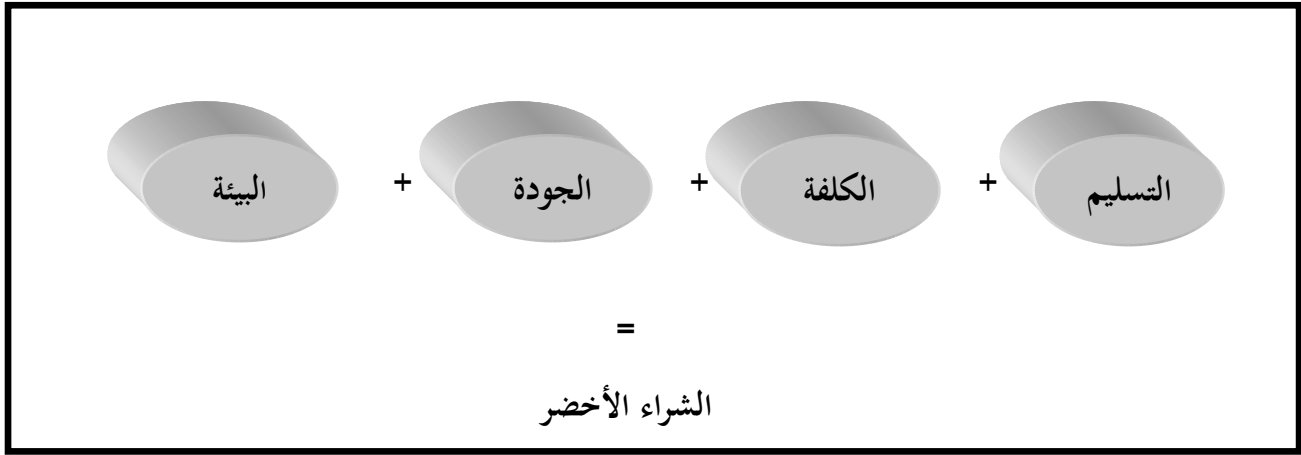 التسليم + الكلفة + الجودة + البيئة
=
الشراء الأخضر